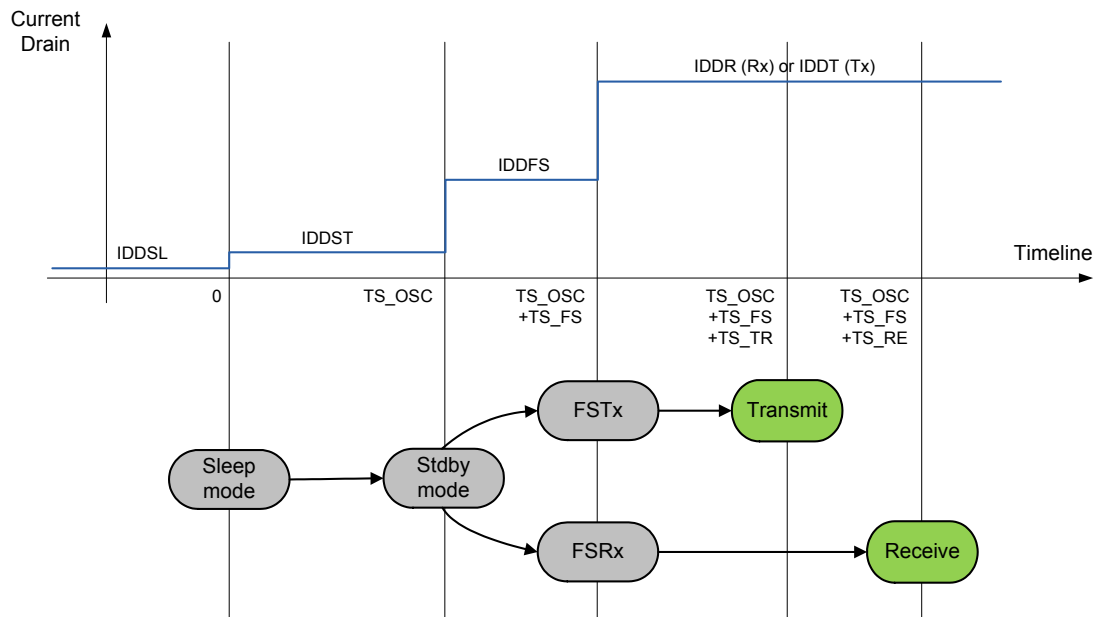 Current
Drain
IDDR (Rx) or IDDT (Tx)
IDDFS
IDDST
IDDSL
Timeline
0
TS_OSC
TS_OSC
+TS_FS
TS_OSC
+TS_FS
+TS_TR
TS_OSC
+TS_FS
+TS_RE
FSTx
Transmit
Sleep
mode
Stdby
mode
FSRx
Receive